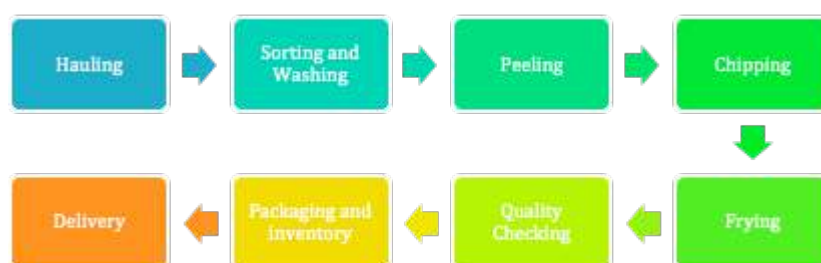 Hauling
Sorting and
Washing
Peeling
Chipping
Frying
Quality
Checking
Packaging and
inventory
Delivery